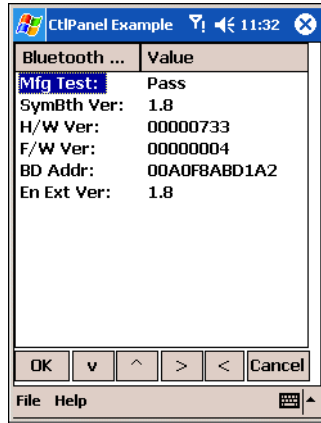 CtlPanel Example 11:32
Bluetooth ... Value
Mfg Test: Pass
SymBth Ver: 1.8
H/W Ver: 00000733
F/W Ver: 00000004
BD Addr: 00A0F8ABD1A2
En Ext Ver: 1.8
OK v ^ > < Cancel
File Help